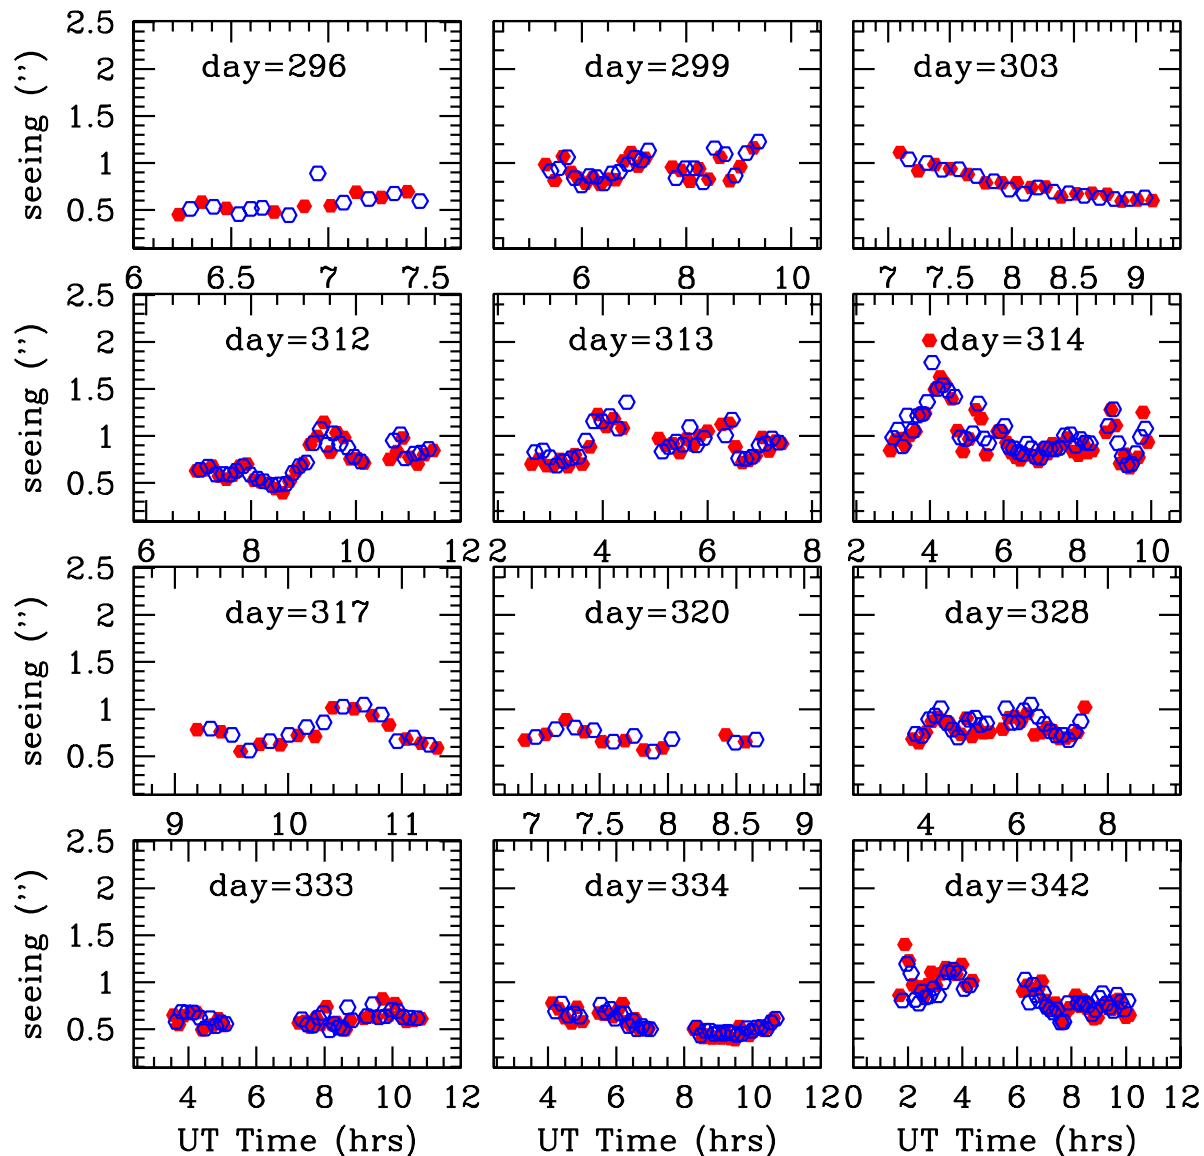 2.5
day=296 day=299 day=303
2
1.5
1
0.5
seeing (")
6 6.5 7 7.5 6 8 10 7 7.5 8 8.5 9
2.5
day=312 day=313 day=314
2
1.5
1
0.5
seeing (")
6 8 10 12 2 4 6 8 2 4 6 8 10
2.5
day=317 day=320 day=328
2
1.5
1
0.5
seeing (")
9 10 11 7 7.5 8 8.5 9 4 6 8
2.5
day=333 day=334 day=342
2
1.5
1
0.5
seeing (")
4 6 8 10 12 4 6 8 10 12 0 2 4 6 8 10 12
UT Time (hrs) UT Time (hrs) UT Time (hrs)